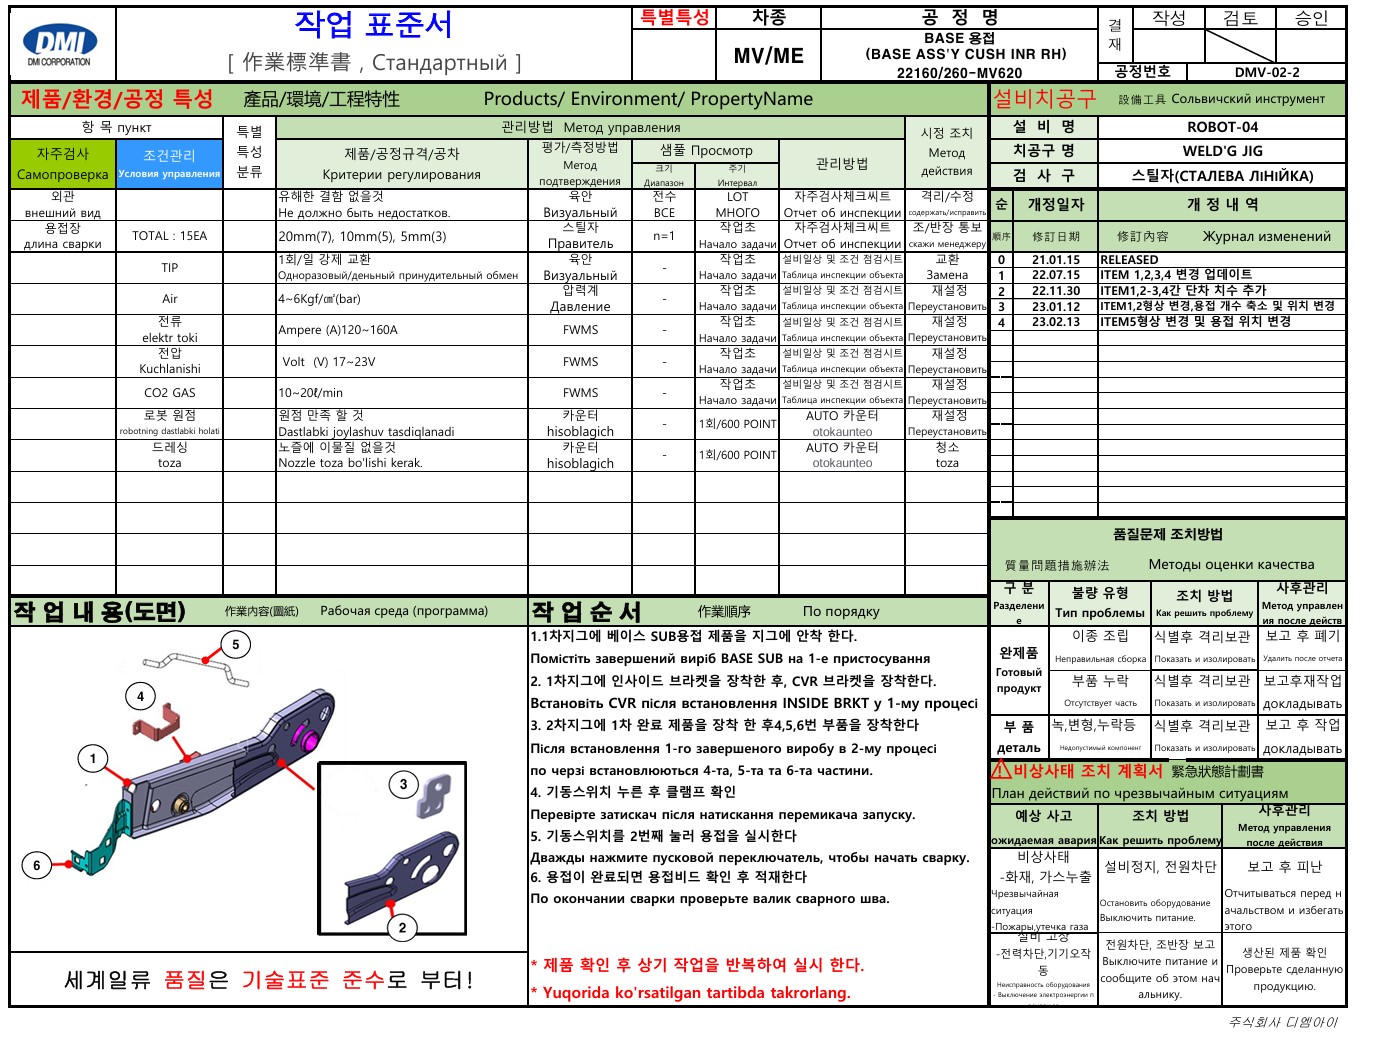 DMI
DMI CORPORATION
작업 표준서
[ 作業標準書 , Стандартный ]
특별특성
차종
MV/ME
공 정 명
BASE 용접
(BASE ASS'Y CUSH INR RH)
22160/260-MV620
결재
작성
검토
승인
공정번호
DMV-02-2
제품/환경/공정 특성 產品/環境/工程特性 Products/ Environment/ PropertyName
항 목 пункт
특별
특성
분류
관리방법 Метод управления
시정 조치
Метод
действия
자주검사
Самопроверка
조건관리
Условия управления
제품/공정규격/공차
Критерии регулирования
평가/측정방법
Метод
подтверждения
샘플 Просмотр
크기
Диапазон
주기
Интервал
관리방법
외관
внешний вид
유해한 결함 없을것
Не должно быть недостатков.
육안
Визуальный
전수
ВСЕ
LOT
МНОГО
자주검사체크씨트
Отчет об инспекции
격리/수정
содержать/исправить
용접장
длина сварки
TOTAL : 15EA
20mm(7), 10mm(5), 5mm(3)
스틸자
Правитель
n=1
작업초
Начало задачи
자주검사체크씨트
Отчет об инспекции
조/반장 통보
скажи менеджеру
TIP
1회/일 강제 교환
Одноразовый/деньный принудительный обмен
육안
Визуальный
-
작업초
Начало задачи
설비일상 및 조건 점검시트
Таблица инспекции объекта
교환
Замена
Air
4~6Kgf/㎠(bar)
압력계
Давление
-
작업초
Начало задачи
설비일상 및 조건 점검시트
Таблица инспекции объекта
재설정
Переустановить
전류
elektr toki
Ampere (A)120~160A
FWMS
-
작업초
Начало задачи
설비일상 및 조건 점검시트
Таблица инспекции объекта
재설정
Переустановить
전압
Kuchlanishi
Volt (V) 17~23V
FWMS
-
작업초
Начало задачи
설비일상 및 조건 점검시트
Таблица инспекции объекта
재설정
Переустановить
CO2 GAS
10~20ℓ/min
FWMS
-
작업초
Начало задачи
설비일상 및 조건 점검시트
Таблица инспекции объекта
재설정
Переустановить
로봇 원점
robotning dastlabki holati
원점 만족 할 것
Dastlabki joylashuv tasdiqlanadi
카운터
hisoblagich
-
1회/600 POINT
AUTO 카운터
otokaunteo
재설정
Переустановить
드레싱
toza
노즐에 이물질 없을것
Nozzle toza bo'lishi kerak.
카운터
hisoblagich
-
1회/600 POINT
AUTO 카운터
otokaunteo
청소
toza
설비치공구 設備工具 Сольвичский инструмент
설 비 명
ROBOT-04
치공구 명
WELD'G JIG
검 사 구
스틸자(СТАЛЕВА ЛІНІЙКА)
순
개정일자
개 정 내 역
順序
修訂日期
修訂內容 Журнал изменений
0 21.01.15 RELEASED
1 22.07.15 ITEM 1,2,3,4 변경 업데이트
2 22.11.30 ITEM1,2-3,4간 단차 치수 추가
3 23.01.12 ITEM1,2형상 변경,용접 개수 축소 및 위치 변경
4 23.02.13 ITEM5형상 변경 및 용접 위치 변경
품질문제 조치방법
質量問題措施辦法 Методы оценки качества
구 분
Разделени
е
불량 유형
Тип проблемы
조치 방법
Как решить проблему
사후관리
Метод управлен
ия после действ
완제품
Готовый
продукт
이종 조립
Неправильная сборка
식별후 격리보관
Показать и изолировать
보고 후 폐기
Удалить после отчета
부품 누락
Отсутствует часть
식별후 격리보관
Показать и изолировать
보고후재작업
докладывать
부 품
деталь
녹,변형,누락등
Недопустимый компонент
식별후 격리보관
Показать и изолировать
보고 후 작업
докладывать
비상사태 조치 계획서 緊急狀態計劃書
План действий по чрезвычайным ситуациям
예상 사고
ожидаемая авария
조치 방법
Как решить проблему
사후관리
Метод управления
после действия
비상사태
-화재, 가스누출
Чрезвычайная
ситуация
-Пожары,утечка газа
설비정지, 전원차단
Остановить оборудование
Выключить питание.
보고 후 피난
Отчитываться перед н
ачальством и избегать
этого
설비 고장
-전력차단,기기오작
동
Неисправность оборудования
- Выключение электроэнергии п
전원차단, 조반장 보고
Выключите питание и
сообщите об этом нач
альнику.
생산된 제품 확인
Проверьте сделанную
продукцию.
작 업 내 용(도면) 作業內容(圖紙) Рабочая среда (программа)
5
4
1
3
6
2
세계일류 품질은 기술표준 준수로 부터!
작 업 순 서 作業順序 По порядку
1.1차지그에 베이스 SUB용접 제품을 지그에 안착 한다.
Помістіть завершений виріб BASE SUB на 1-е пристосування
2. 1차지그에 인사이드 브라켓을 장착한 후, CVR 브라켓을 장착한다.
Встановіть CVR після встановлення INSIDE BRKT у 1-му процесі
3. 2차지그에 1차 완료 제품을 장착 한 후4,5,6번 부품을 장착한다
Після встановлення 1-го завершеного виробу в 2-му процесі
по черзі встановлюються 4-та, 5-та та 6-та частини.
4. 기동스위치 누른 후 클램프 확인
Перевірте затискач після натискання перемикача запуску.
5. 기동스위치를 2번째 눌러 용접을 실시한다
Дважды нажмите пусковой переключатель, чтобы начать сварку.
6. 용접이 완료되면 용접비드 확인 후 적재한다
По окончании сварки проверьте валик сварного шва.
* 제품 확인 후 상기 작업을 반복하여 실시 한다.
* Yuqorida ko'rsatilgan tartibda takrorlang.
주식회사 디엠아이